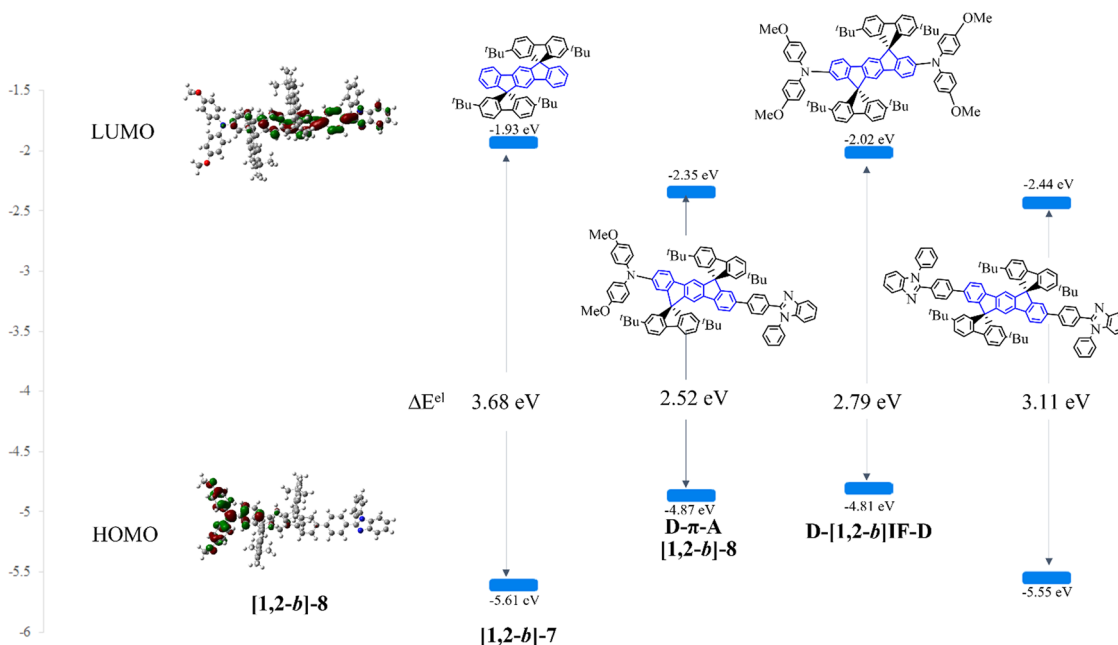 -1.5
-2
-2.5
-3
-3.5
-4
-4.5
-5
-5.5
-6
LUMO
HOMO
[1,2-b]-8
ΔEᵉˡ
ᵗBu
ᵗBu
ᵗBu
ᵗBu
-1.93 eV
3.68 eV
-5.61 eV
[1,2-b]-7
-2.35 eV
MeO
ᵗBu
N
ᵗBu
MeO
N
N
ᵗBu
ᵗBu
2.52 eV
-4.87 eV
D-π-A
[1,2-b]-8
OMe
ᵗBu
ᵗBu
N
N
MeO
ᵗBu
ᵗBu
OMe
-2.02 eV
2.79 eV
-4.81 eV
D-[1,2-b]IF-D
-2.44 eV
N
N
ᵗBu
ᵗBu
N
N
ᵗBu
ᵗBu
3.11 eV
-5.55 eV